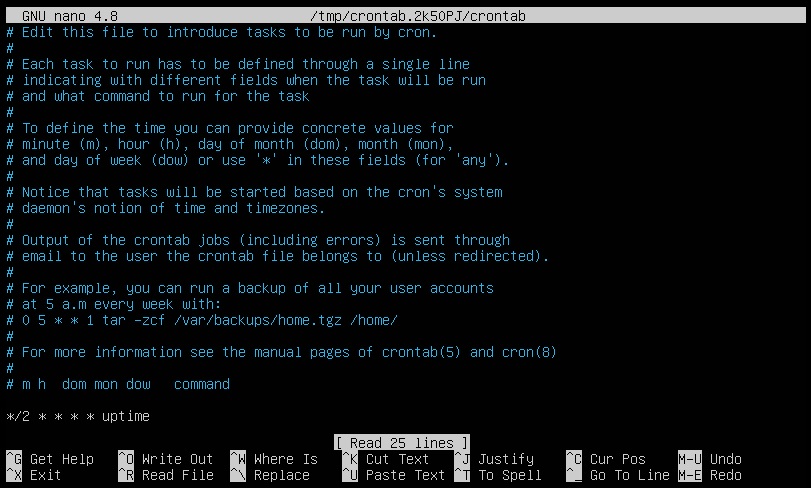 GNU nano 4.8 /tmp/crontab.2k5OPJ/crontab
# Edit this file to introduce tasks to be run by cron.
#
# Each task to run has to be defined through a single line
# indicating with different fields when the task will be run
# and what command to run for the task
#
# To define the time you can provide concrete values for
# minute (m), hour (h), day of month (dom), month (mon),
# and day of week (dow) or use '*' in these fields (for 'any').
#
# Notice that tasks will be started based on the cron's system
# daemon's notion of time and timezones.
#
# Output of the crontab jobs (including errors) is sent through
# email to the user the crontab file belongs to (unless redirected).
#
# For example, you can run a backup of all your user accounts
# at 5 a.m every week with:
# 0 5 * * 1 tar -zcf /var/backups/home.tgz /home/
#
# For more information see the manual pages of crontab(5) and cron(8)
#
# m h  dom mon dow   command
*/2 * * * * uptime
[ Read 25 lines ]
^G Get Help ^O Write Out ^W Where Is ^K Cut Text ^J Justify ^C Cur Pos M-U Undo
^X Exit ^R Read File ^\ Replace ^U Paste Text ^T To Spell ^_ Go To Line M-E Redo